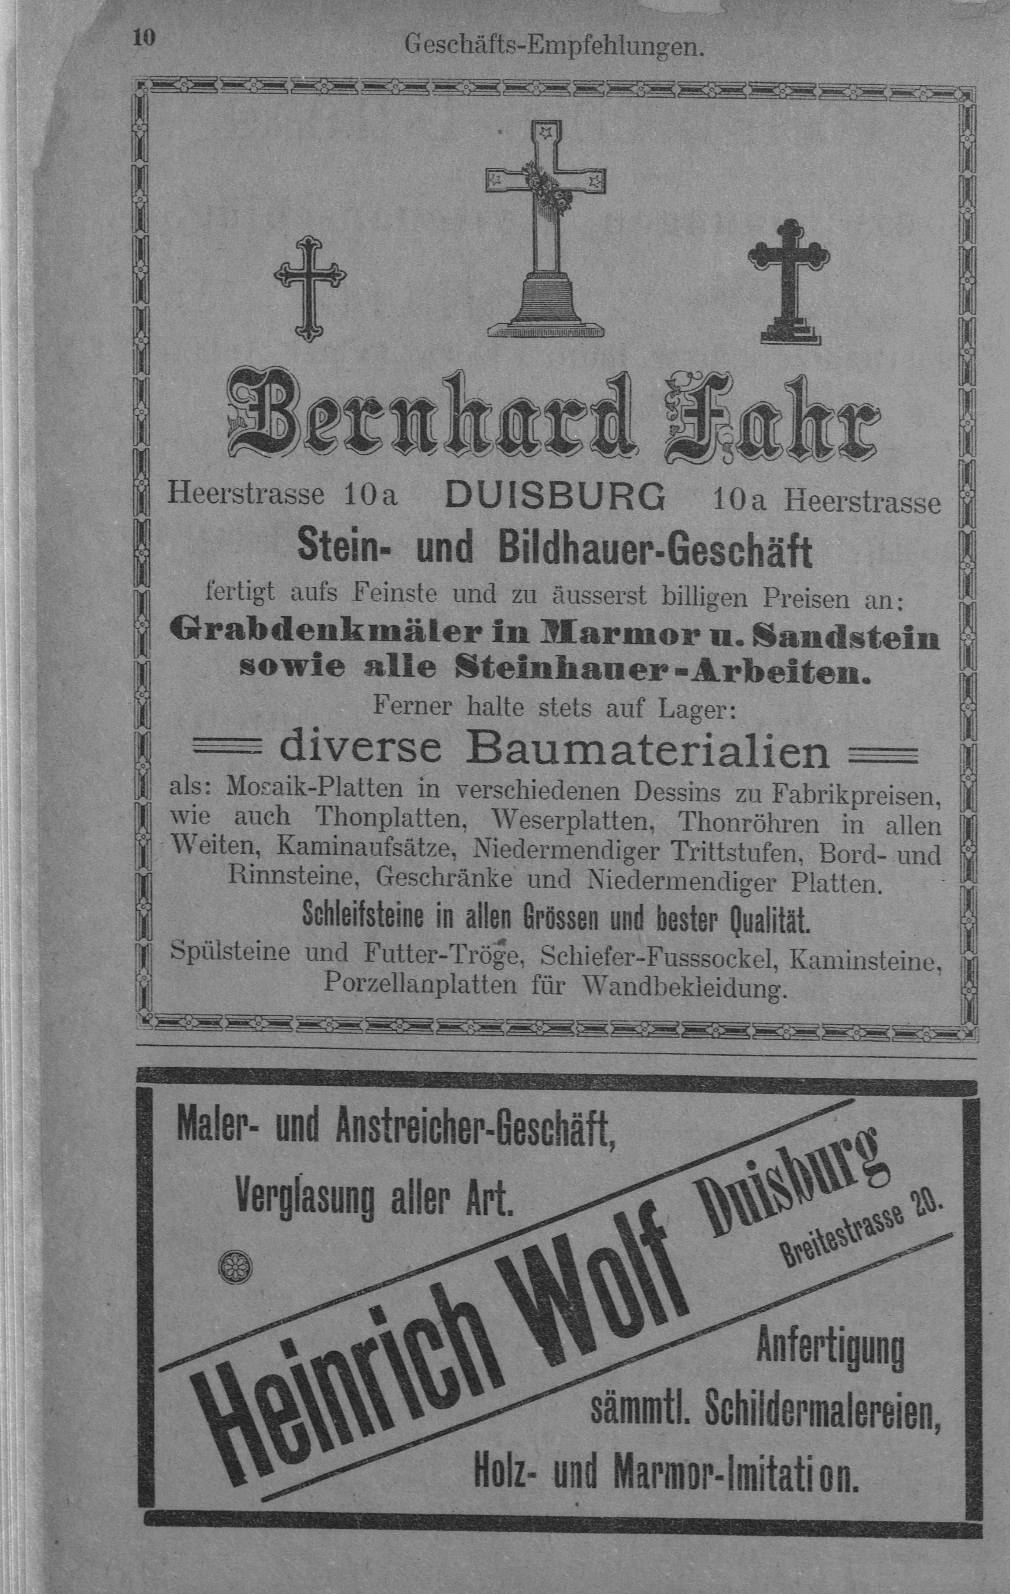 10
Geschäfts-Empfehlungen.
Bernhard Fahr
Heerstrasse 10a DUISBURG 10a Heerstrasse
Stein- und Bildhauer-Geschäft
fertigt aufs Feinste und zu äusserst billigen Preisen an:
Grabdenkmäler in Marmor u. Sandstein
sowie alle Steinhauer-Arbeiten.
Ferner halte stets auf Lager:
diverse Baumaterialien
als: Mosaik-Platten in verschiedenen Dessins zu Fabrikpreisen,
wie auch Thonplatten, Weserplatten, Thonröhren in allen
Weiten, Kaminaufsätze, Niedermendiger Trittstufen, Bord- und
Rinnsteine, Geschränke und Niedermendiger Platten.
Schleifsteine in allen Grössen und bester Qualität.
Spülsteine und Futter-Tröge, Schiefer-Fusssockel, Kaminsteine,
Porzellanplatten für Wandbekleidung.
Maler- und Anstreicher-Geschäft,
Verglasung aller Art.
Heinrich Wolf Duisburg
Breitestrasse 20.
Anfertigung
sämmtl. Schildermalereien,
Holz- und Marmor-Imitation.